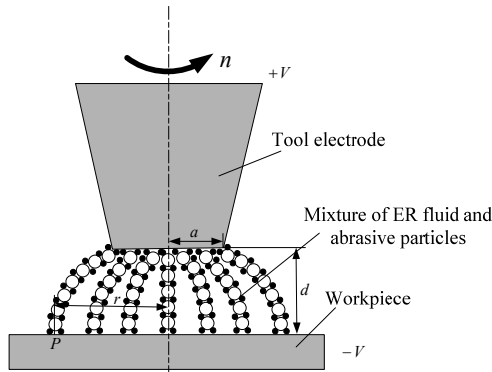 n
+V
Tool electrode
a
Mixture of ER fluid and
abrasive particles
d
r
Workpiece
P
−V